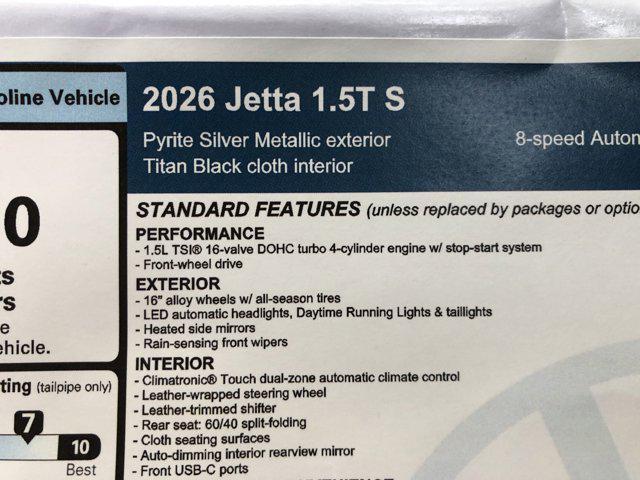 oline Vehicle
0
ts
rs
e
ehicle.
ting (tailpipe only)
7
10
Best
2026 Jetta 1.5T S
Pyrite Silver Metallic exterior
8-speed Autom
Titan Black cloth interior
STANDARD FEATURES (unless replaced by packages or optio
PERFORMANCE
- 1.5L TSI® 16-valve DOHC turbo 4-cylinder engine w/ stop-start system
- Front-wheel drive
EXTERIOR
- 16" alloy wheels w/ all-season tires
- LED automatic headlights, Daytime Running Lights & taillights
- Heated side mirrors
- Rain-sensing front wipers
INTERIOR
- Climatronic® Touch dual-zone automatic climate control
- Leather-wrapped steering wheel
- Leather-trimmed shifter
- Rear seat: 60/40 split-folding
- Cloth seating surfaces
- Auto-dimming interior rearview mirror
- Front USB-C ports